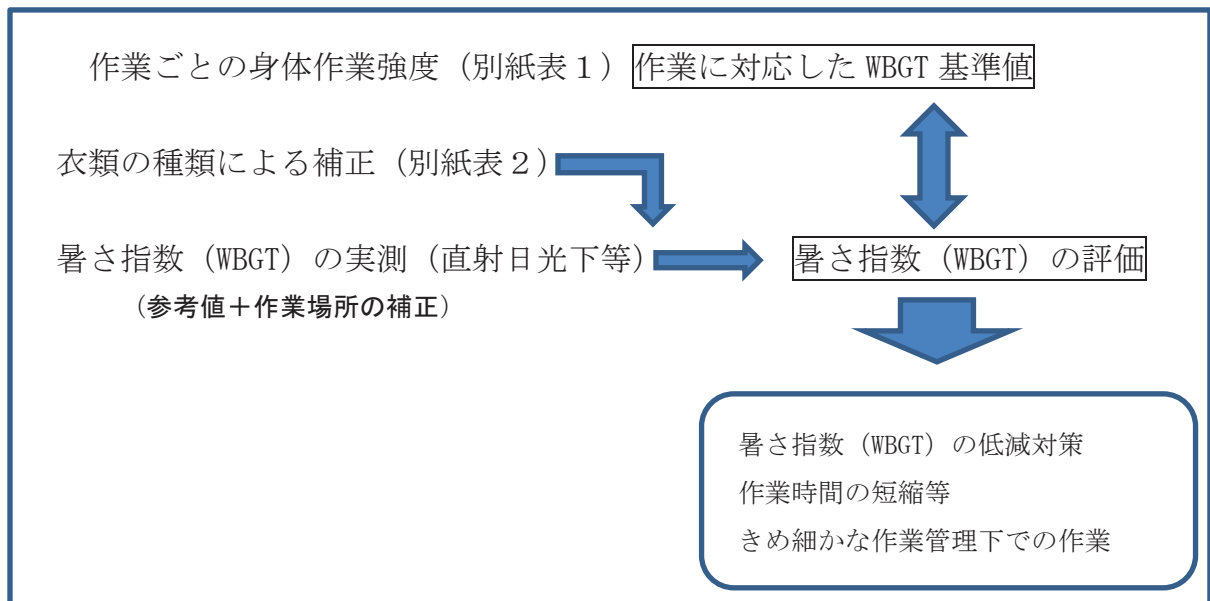 作業ごとの身体作業強度（別紙表１）作業に対応した WBGT 基準値
衣類の種類による補正（別紙表２）
暑さ指数（WBGT）の実測（直射日光下等）
暑さ指数（WBGT）の評価
（参考値＋作業場所の補正）
暑さ指数（WBGT）の低減対策
作業時間の短縮等
きめ細かな作業管理下での作業